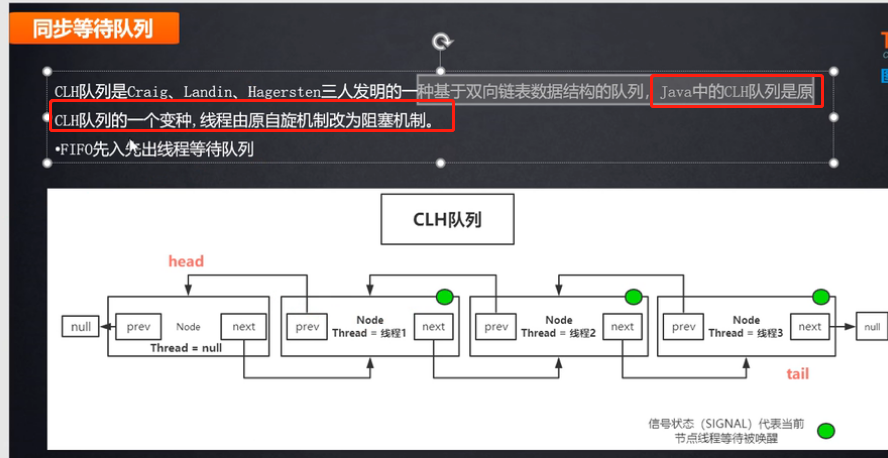 同步等待队列
CLH队列是Craig、Landin、Hagersten三人发明的一种基于双向链表数据结构的队列, Java中的CLH队列是原
CLH队列的一个变种,线程由原自旋机制改为阻塞机制。
•FIFO先入先出线程等待队列
CLH队列
head
null
prev
Node
next
Thread = null
prev
Node
Thread = 线程1
next
prev
Node
Thread = 线程2
next
prev
Node
Thread = 线程3
next
null
tail
信号状态（SIGNAL）代表当前
节点线程等待被唤醒